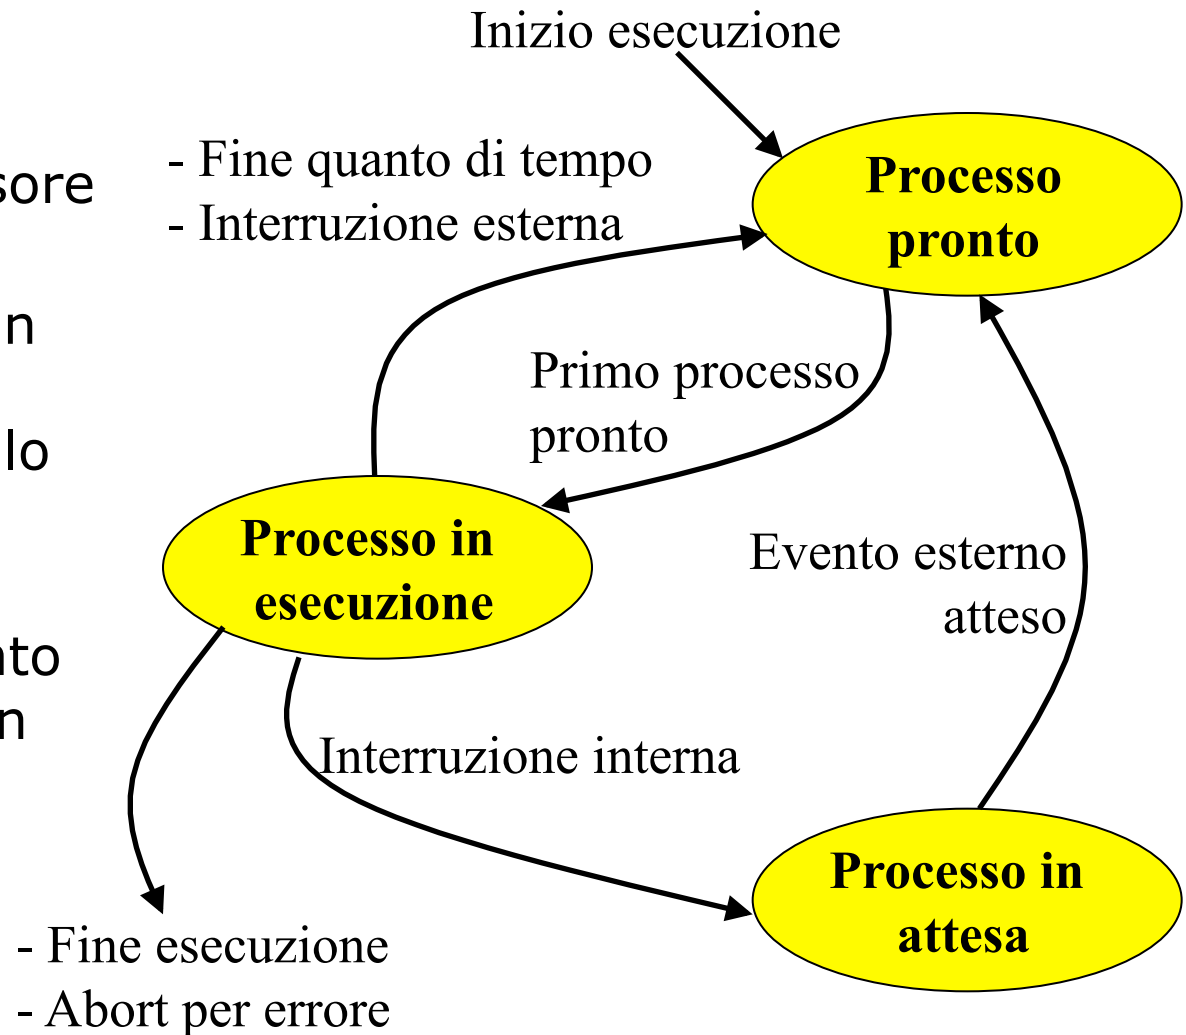 Inizio esecuzione
- Fine quanto di tempo
- Interruzione esterna
Processo
pronto
Primo processo
pronto
Processo in
esecuzione
Evento esterno
atteso
Interruzione interna
Processo in
attesa
- Fine esecuzione
- Abort per errore
lo